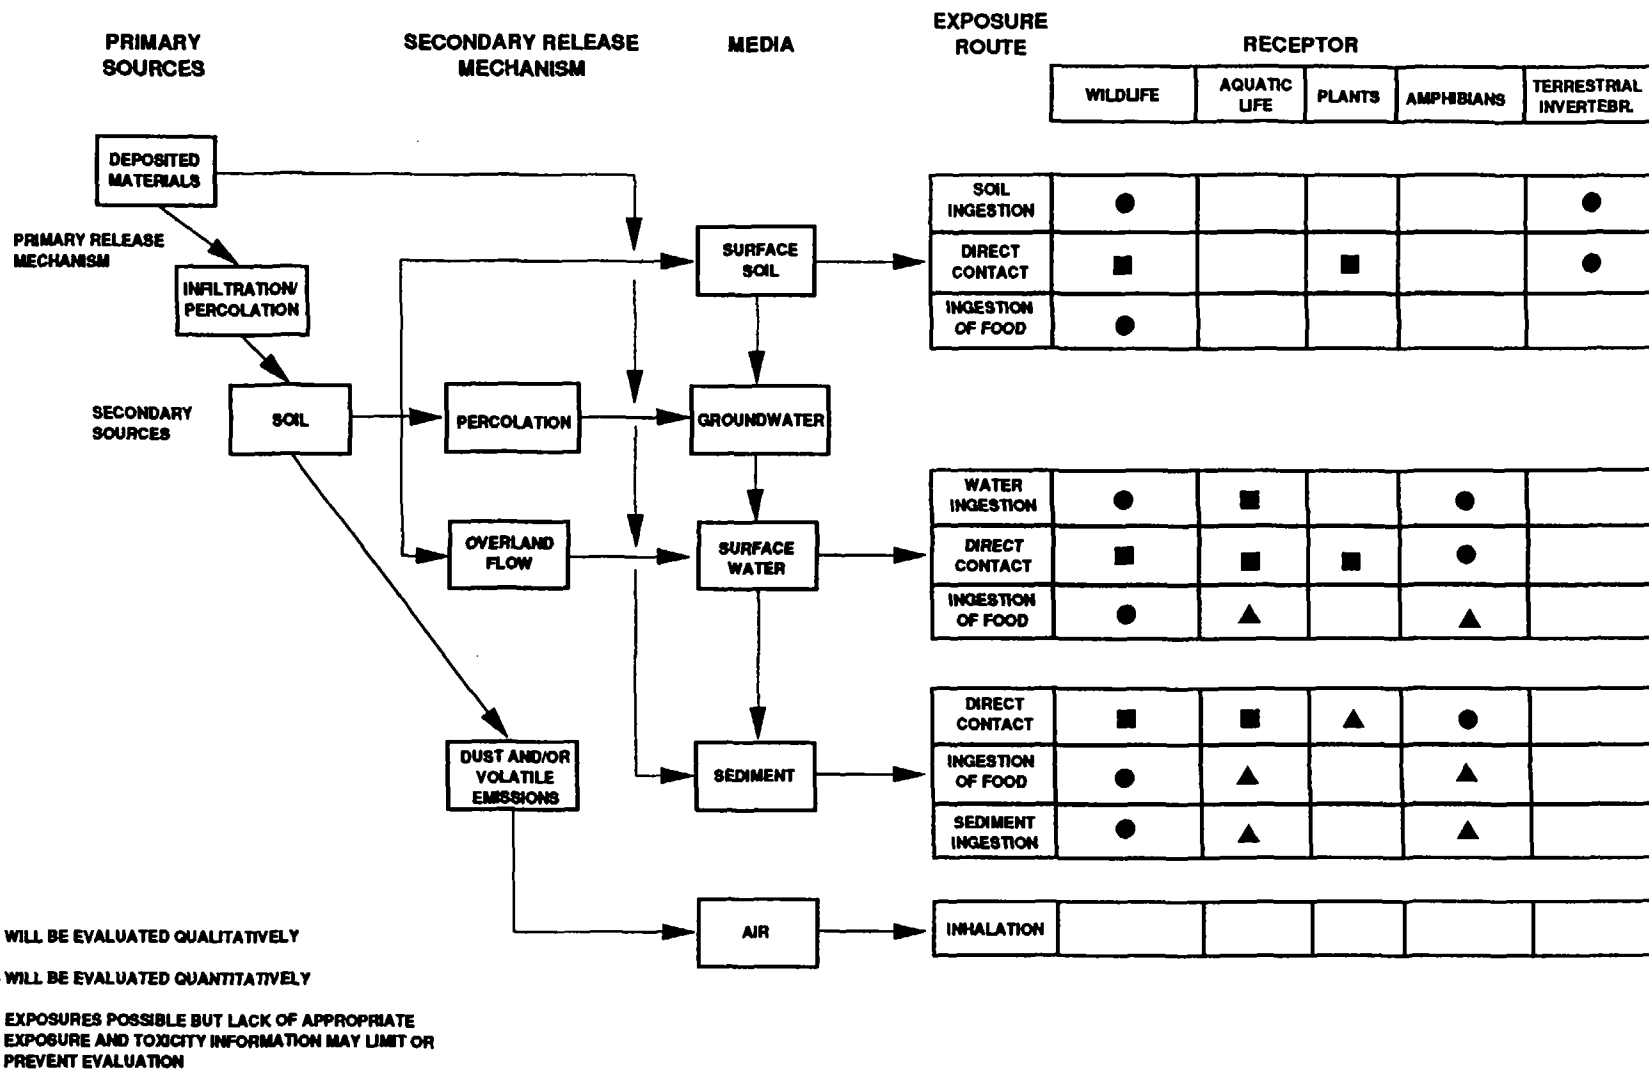 PRIMARY
SOURCES
SECONDARY RELEASE
MECHANISM
MEDIA
EXPOSURE
ROUTE
RECEPTOR
WILDLIFE
AQUATIC
LIFE
PLANTS
AMPHIBIANS
TERRESTRIAL
INVERTEBR.
DEPOSITED
MATERIALS
PRIMARY RELEASE
MECHANISM
INFILTRATION/
PERCOLATION
SECONDARY
SOURCES
SOIL
PERCOLATION
OVERLAND
FLOW
DUST AND/OR
VOLATILE
EMISSIONS
SURFACE
SOIL
GROUNDWATER
SURFACE
WATER
SEDIMENT
AIR
SOIL
INGESTION
DIRECT
CONTACT
INGESTION
OF FOOD
WATER
INGESTION
DIRECT
CONTACT
INGESTION
OF FOOD
DIRECT
CONTACT
INGESTION
OF FOOD
SEDIMENT
INGESTION
INHALATION
WILL BE EVALUATED QUALITATIVELY
WILL BE EVALUATED QUANTITATIVELY
EXPOSURES POSSIBLE BUT LACK OF APPROPRIATE
EXPOSURE AND TOXICITY INFORMATION MAY LIMIT OR
PREVENT EVALUATION